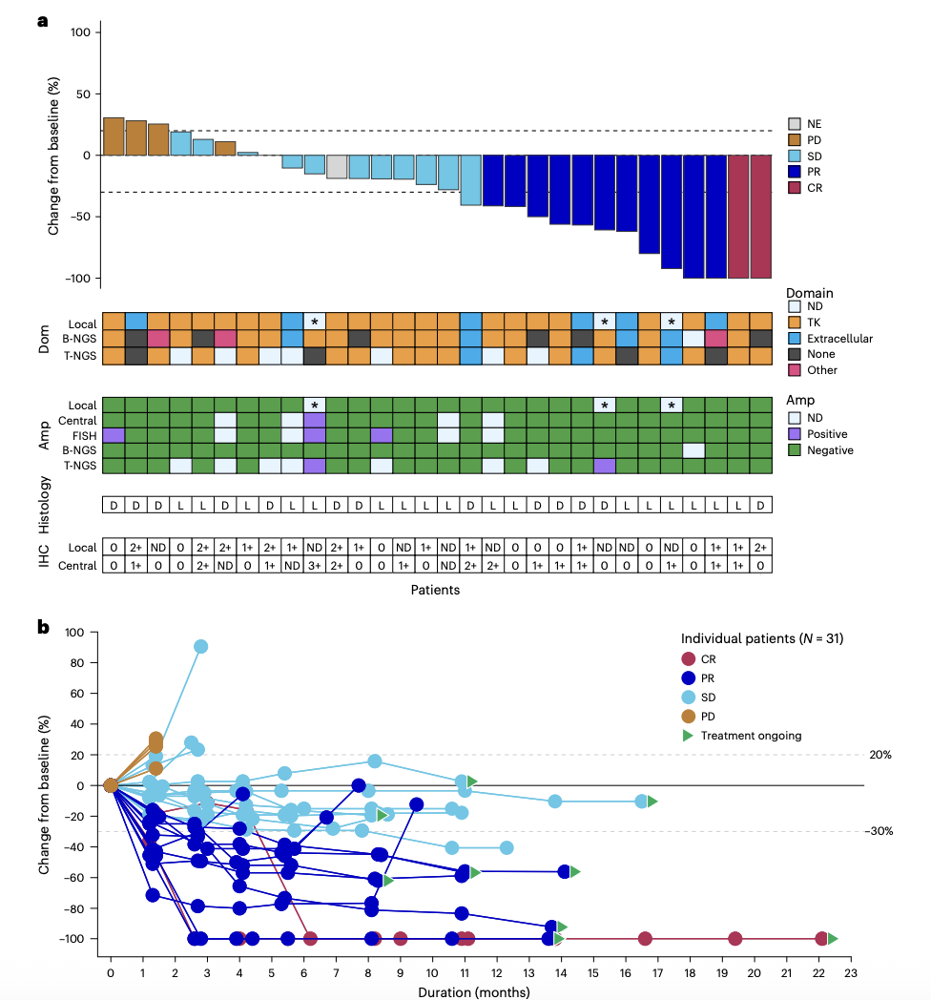 a
Change from baseline (%)
100
50
0
−50
−100
NE
PD
SD
PR
CR
Dom
Local * * *
B-NGS
T-NGS
Domain
ND
TK
Extracellular
None
Other
Amp
Local * * *
Central
FISH
B-NGS
T-NGS
Amp
ND
Positive
Negative
Histology
D D D L L D L D L L D D L L L L D L L D D D D L L L L L L D
IHC
Local 0 2+ ND 0 2+ 2+ 1+ 2+ 1+ ND 2+ 1+ 0 ND 1+ ND 1+ ND 0 0 0 1+ ND ND 0 ND 0 1+ 1+ 2+
Central 0 1+ 0 0 2+ ND 0 1+ ND 3+ 2+ 0 0 1+ 0 ND 2+ 2+ 0 1+ 1+ 1+ 0 0 0 1+ 0 1+ 1+ 0
Patients
b
Change from baseline (%)
100
80
60
40
20
0
−20
−40
−60
−80
−100
Individual patients (N = 31)
CR
PR
SD
PD
Treatment ongoing
20%
−30%
0 1 2 3 4 5 6 7 8 9 10 11 12 13 14 15 16 17 18 19 20 21 22 23
Duration (months)